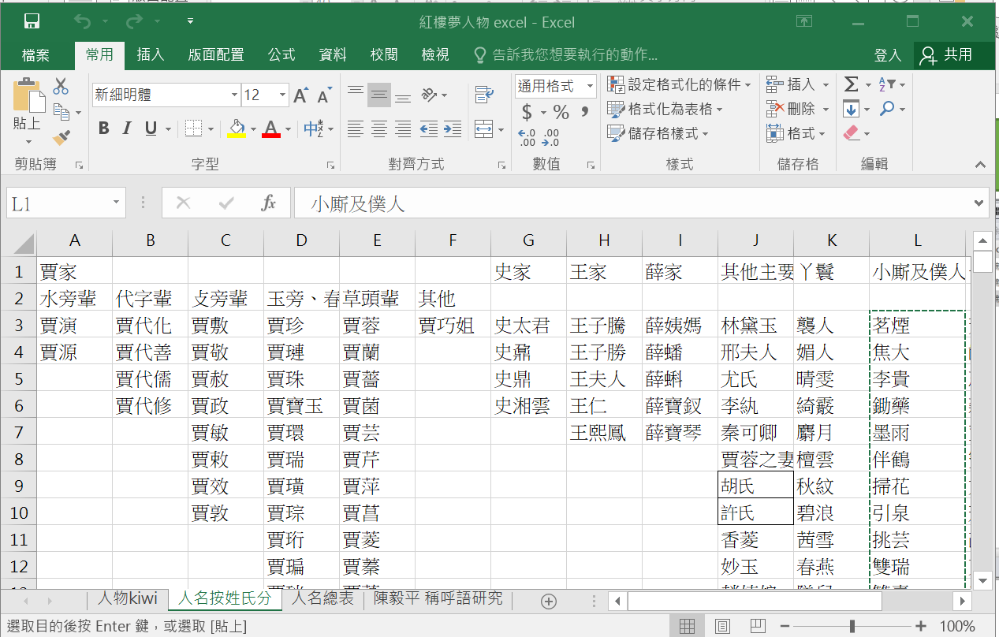 紅樓夢人物 excel - Excel
檔案 常用 插入 版面配置 公式 資料 校閱 檢視 告訴我您想要執行的動作... 登入 共用
貼上 新細明體 12 通用格式 設定格式化的條件 插入
B I U A 中 $ % 格式化為表格 刪除
儲存格樣式 格式
剪貼簿 字型 對齊方式 數值 樣式 儲存格 編輯
L1 fx 小廝及僕人
A B C D E F G H I J K L
1 賈家 史家 王家 薛家 其他主要 丫鬟 小廝及僕人
2 水旁輩 代字輩 攴旁輩 玉旁、春 草頭輩 其他
3 賈演 賈代化 賈敷 賈珍 賈蓉 賈巧姐 史太君 王子騰 薛姨媽 林黛玉 襲人 茗煙
4 賈源 賈代善 賈敬 賈璉 賈蘭 史鼐 王子勝 薛蟠 邢夫人 媚人 焦大
5 賈代儒 賈赦 賈珠 賈薔 史鼎 王夫人 薛蝌 尤氏 晴雯 李貴
6 賈代修 賈政 賈寶玉 賈菌 史湘雲 王仁 薛寶釵 李紈 綺霰 鋤藥
7 賈敏 賈環 賈芸 王熙鳳 薛寶琴 秦可卿 麝月 墨雨
8 賈敕 賈瑞 賈芹 賈蓉之妻 檀雲 伴鶴
9 賈效 賈璜 賈萍 胡氏 秋紋 掃花
10 賈敦 賈琮 賈菖 許氏 碧浪 引泉
11 賈珩 賈菱 香菱 茜雪 挑芸
12 賈㻞 賈蓁 妙玉 春燕 雙瑞
人物kiwi 人名按姓氏分 人名總表 陳毅平 稱呼語研究
選取目的後按 Enter 鍵，或選取 [貼上] 100%